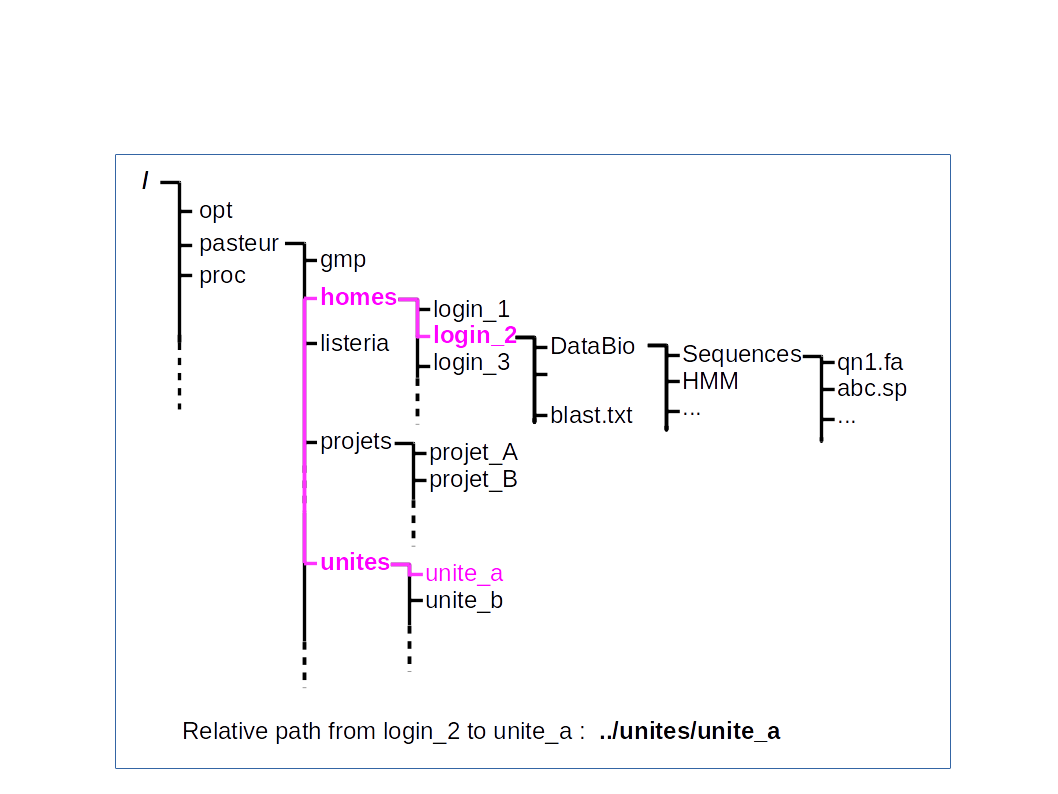 /
opt
pasteur
proc
gmp
homes
listeria
projets
unites
login_1
login_2
login_3
projet_A
projet_B
unite_a
unite_b
DataBio
blast.txt
Sequences
HMM
...
qn1.fa
abc.sp
...
Relative path from login_2 to unite_a : ../unites/unite_a